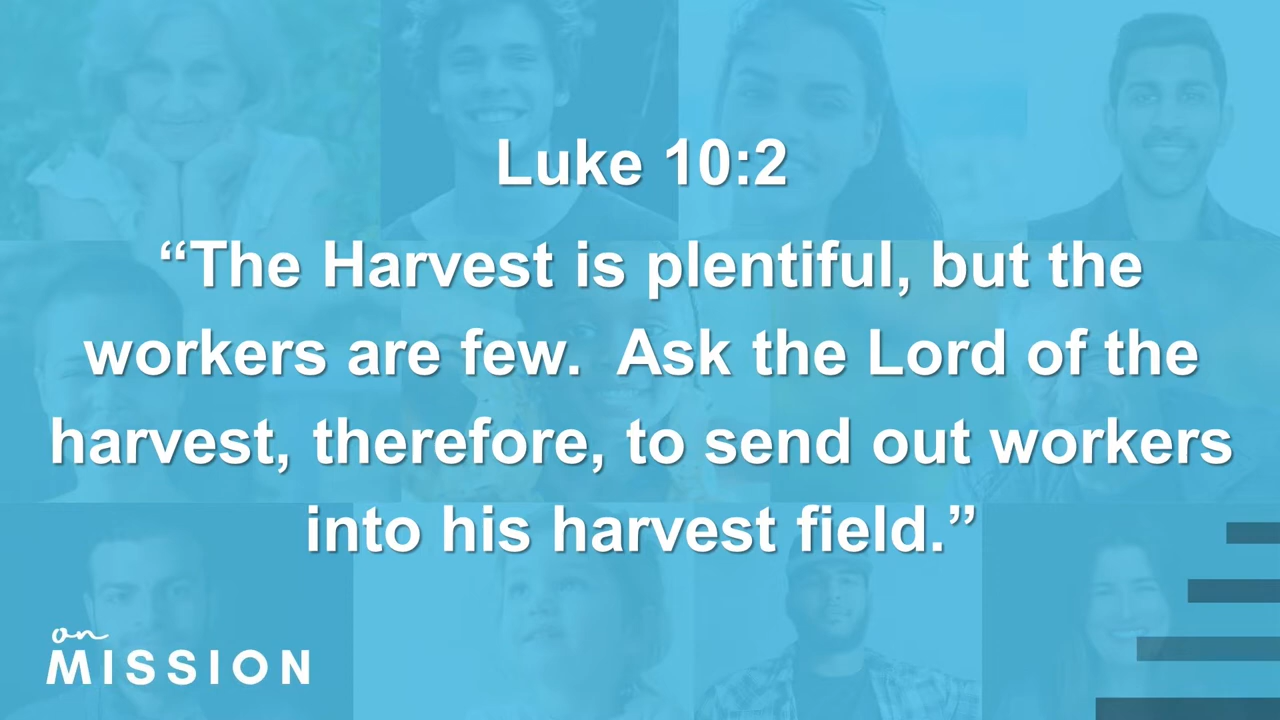 Luke 10:2
“The Harvest is plentiful, but the
workers are few.  Ask the Lord of the
harvest, therefore, to send out workers
into his harvest field.”
on
MISSION